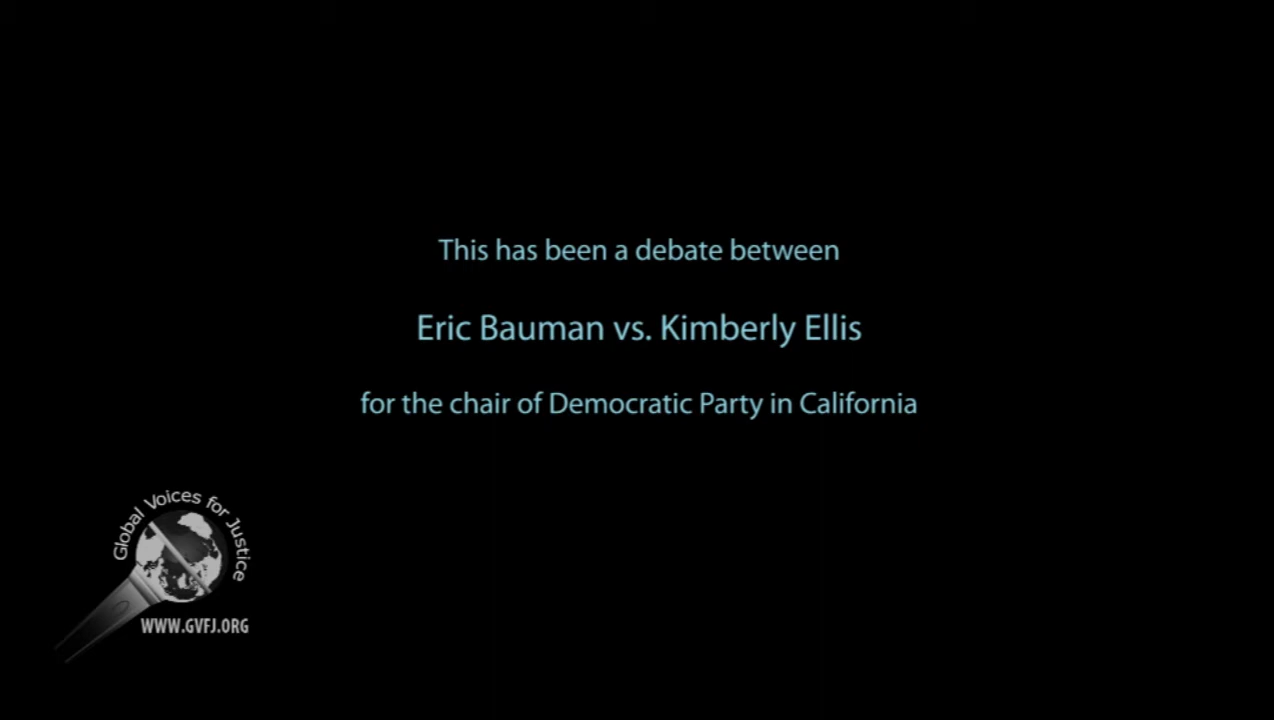 This has been a debate between
Eric Bauman vs. Kimberly Ellis
for the chair of Democratic Party in California
Global Voices for Justice
WWW.GVFJ.ORG